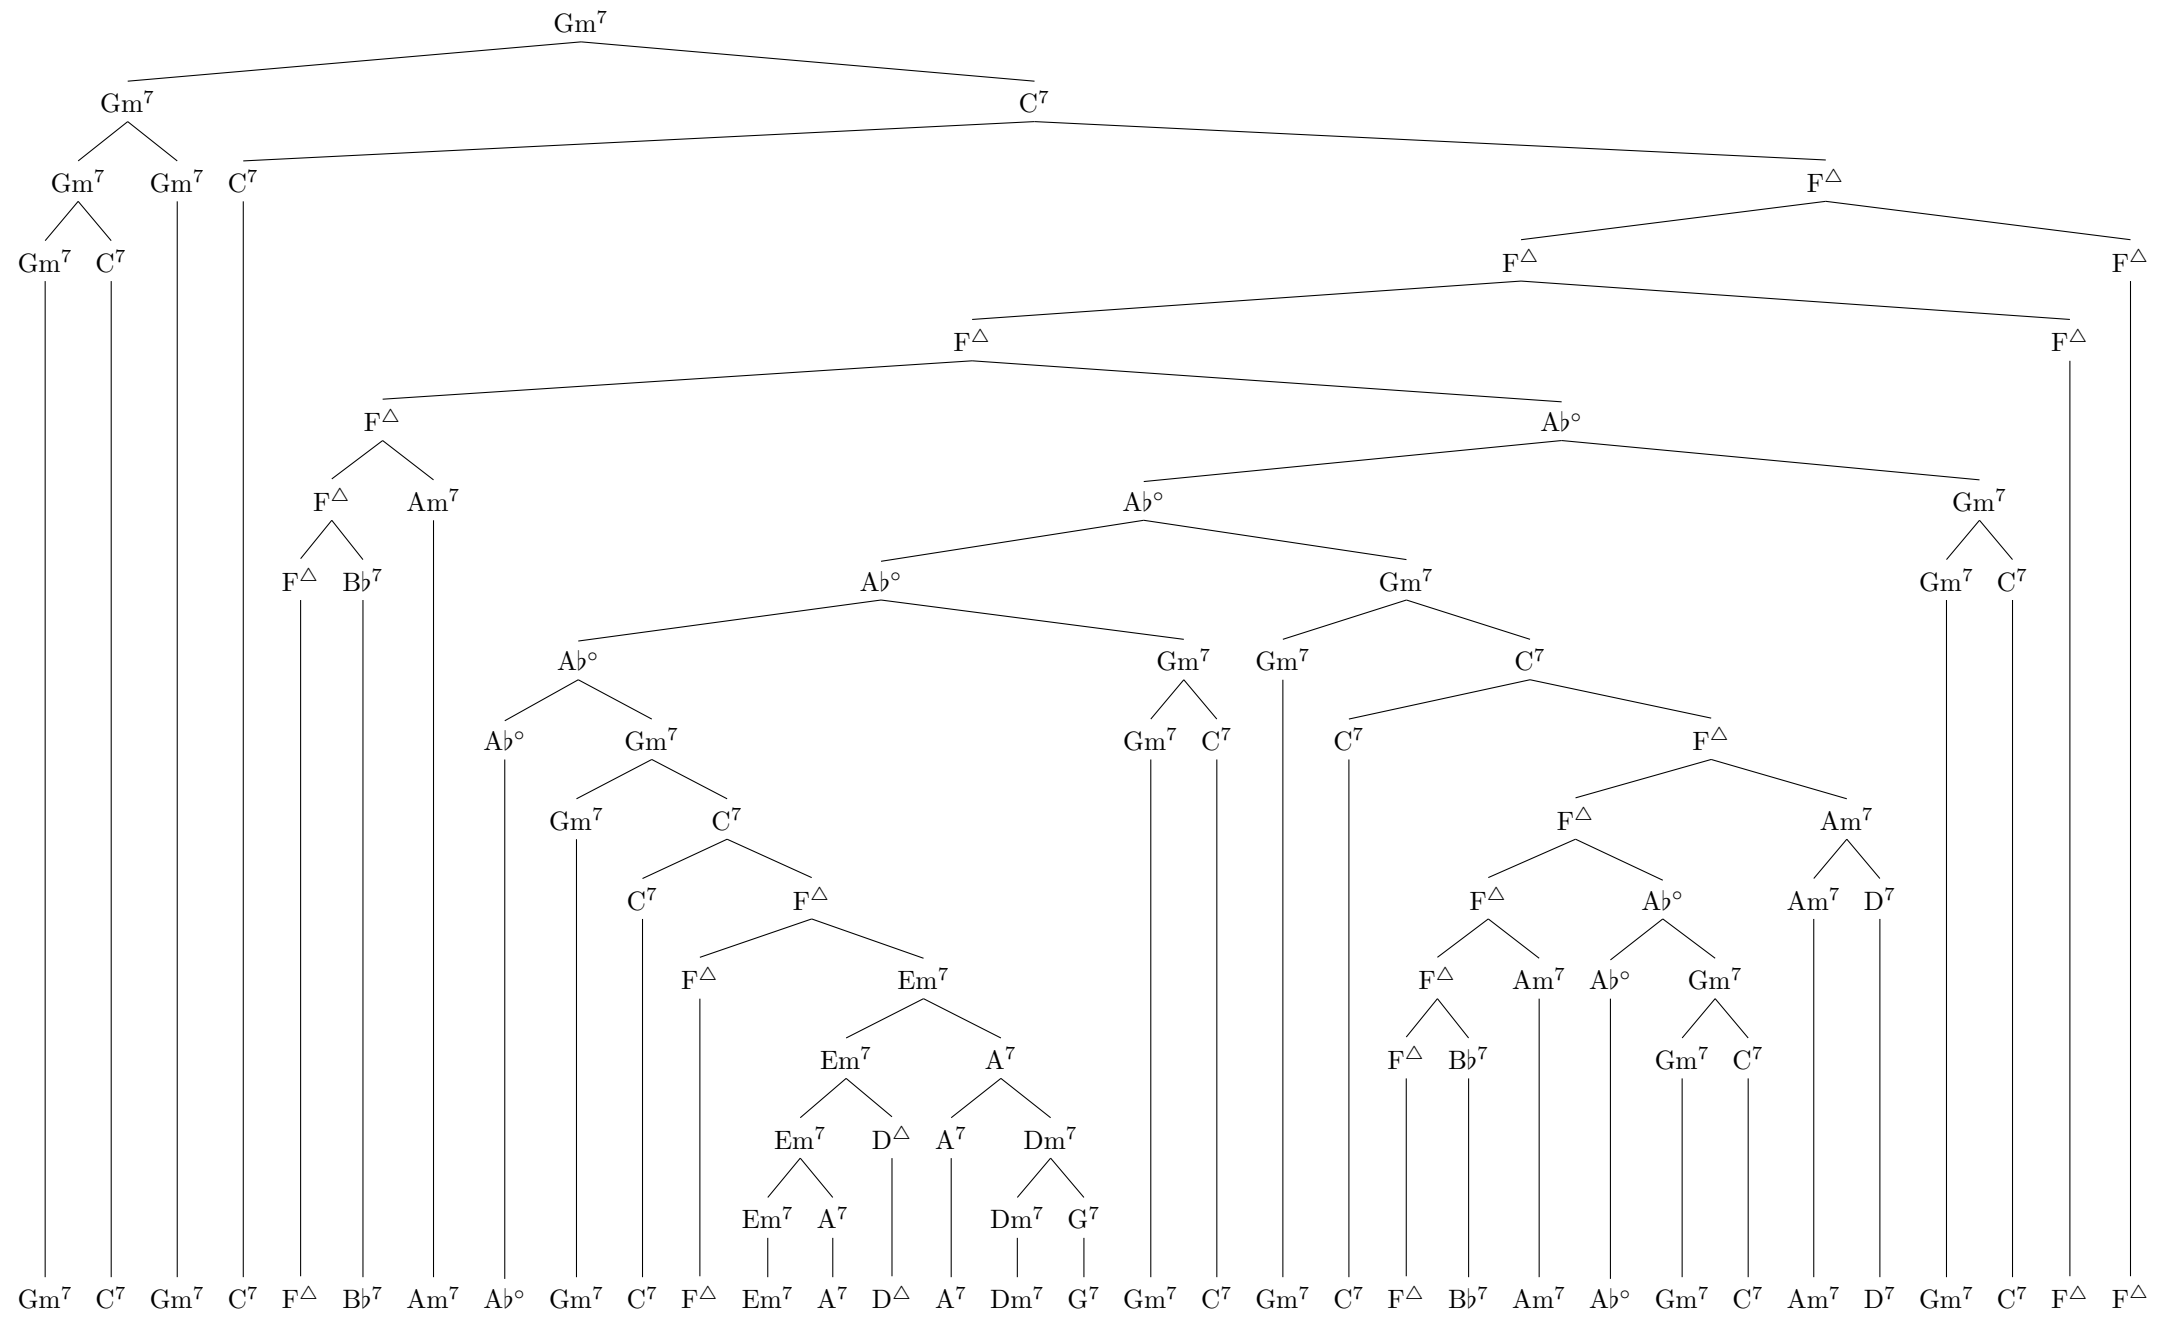 Gm⁷
Gm⁷ C⁷
Gm⁷ Gm⁷ C⁷ F△
Gm⁷ C⁷ F△ F△
F△ F△
F△ A♭°
F△ Am⁷ A♭° Gm⁷
F△ B♭⁷ A♭° Gm⁷ Gm⁷ C⁷
A♭° Gm⁷ Gm⁷ C⁷
A♭° Gm⁷ Gm⁷ C⁷ C⁷ F△
Gm⁷ C⁷ F△ Am⁷
C⁷ F△ F△ A♭° Am⁷ D⁷
F△ Em⁷ F△ Am⁷ A♭° Gm⁷
Em⁷ A⁷ F△ B♭⁷ Gm⁷ C⁷
Em⁷ D△ A⁷ Dm⁷
Em⁷ A⁷ Dm⁷ G⁷
Gm⁷ C⁷ Gm⁷ C⁷ F△ B♭⁷ Am⁷ A♭° Gm⁷ C⁷ F△ Em⁷ A⁷ D△ A⁷ Dm⁷ G⁷ Gm⁷ C⁷ Gm⁷ C⁷ F△ B♭⁷ Am⁷ A♭° Gm⁷ C⁷ Am⁷ D⁷ Gm⁷ C⁷ F△ F△